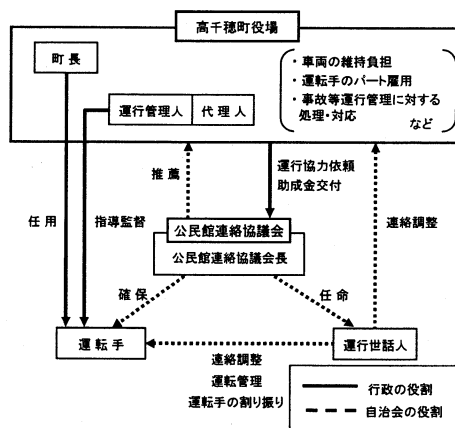 高千穂町役場
町長
運行管理人
代理人
・車両の維持負担
・運転手のパート雇用
・事故等運行管理に対する
処理・対応
など
推薦
運行協力依頼
助成金交付
連絡調整
任用
指導監督
公民館連絡協議会
公民館連絡協議会長
確保
任命
運転手
運行世話人
連絡調整
運転管理
運転手の割り振り
行政の役割
自治会の役割